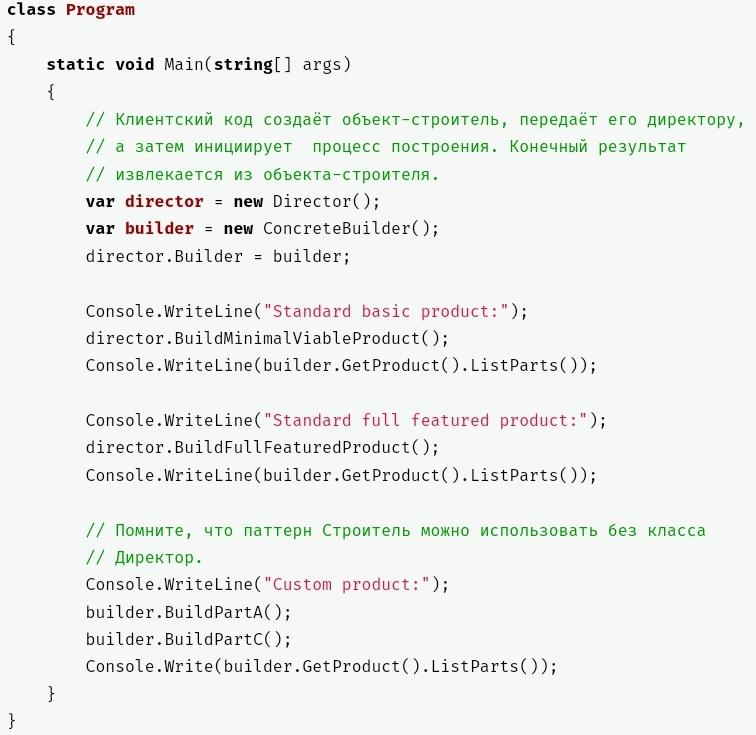 class Program
{
    static void Main(string[] args)
    {
        // Клиентский код создаёт объект-строитель, передаёт его директору,
        // а затем инициирует  процесс построения. Конечный результат
        // извлекается из объекта-строителя.
        var director = new Director();
        var builder = new ConcreteBuilder();
        director.Builder = builder;

        Console.WriteLine("Standard basic product:");
        director.BuildMinimalViableProduct();
        Console.WriteLine(builder.GetProduct().ListParts());

        Console.WriteLine("Standard full featured product:");
        director.BuildFullFeaturedProduct();
        Console.WriteLine(builder.GetProduct().ListParts());

        // Помните, что паттерн Строитель можно использовать без класса
        // Директор.
        Console.WriteLine("Custom product:");
        builder.BuildPartA();
        builder.BuildPartC();
        Console.Write(builder.GetProduct().ListParts());
    }
}